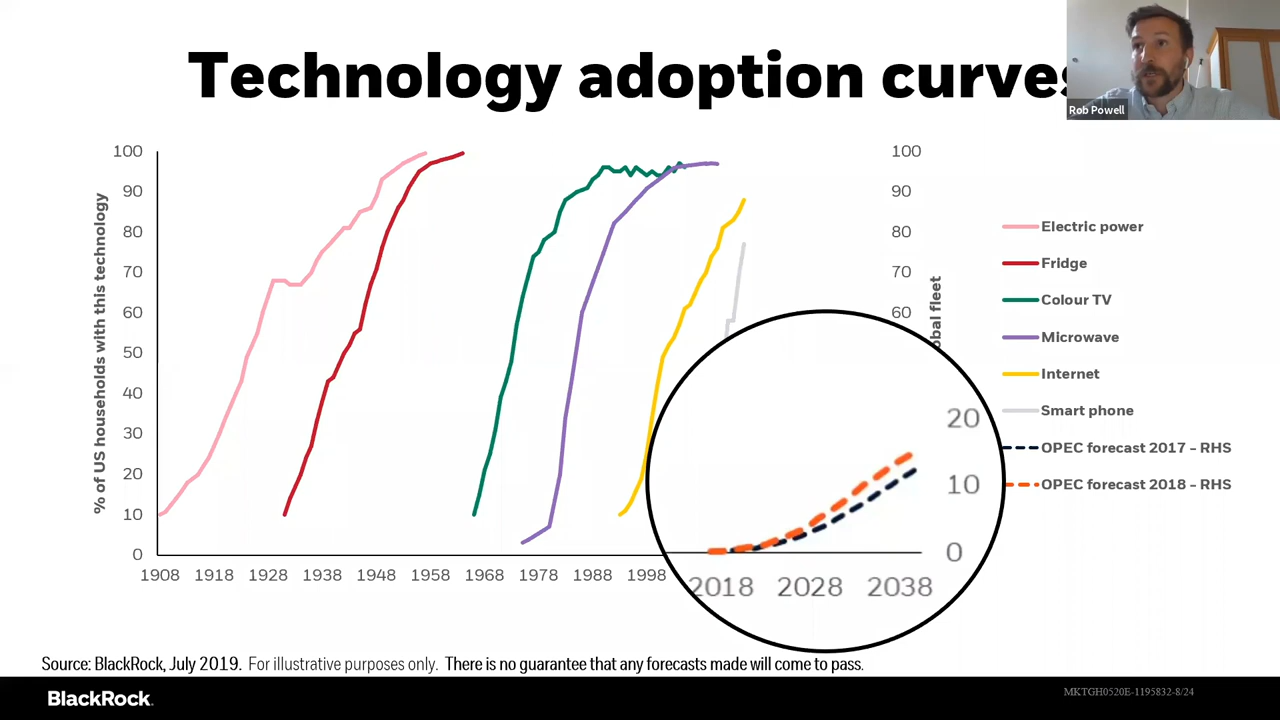 Technology adoption curves
Rob Powell
% of US households with this technology
100
90
80
70
60
50
40
30
20
10
0
1908 1918 1928 1938 1948 1958 1968 1978 1988 1998
100
90
80
70
60
20
10
0
2018 2028 2038
Electric power
Fridge
Colour TV
Microwave
Internet
Smart phone
OPEC forecast 2017 - RHS
OPEC forecast 2018 - RHS
Source: BlackRock, July 2019. For illustrative purposes only. There is no guarantee that any forecasts made will come to pass.
BlackRock.
MKTGH0520E-1195832-8/24